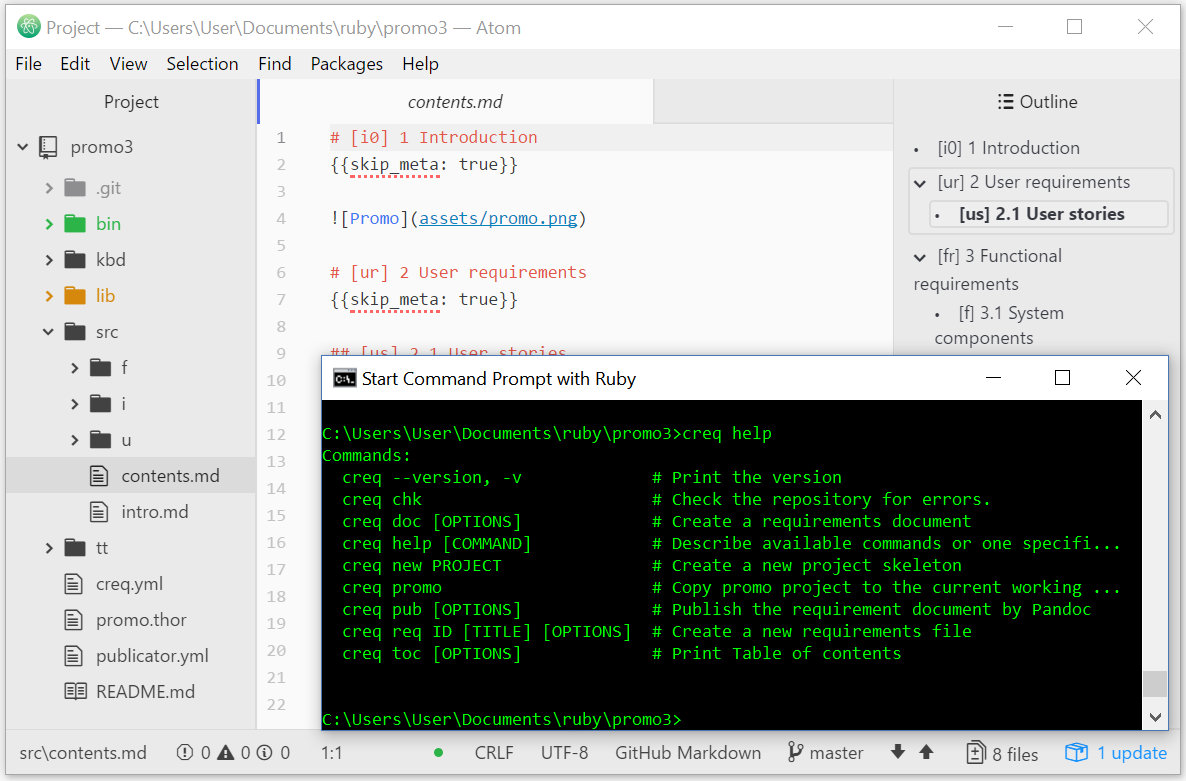 Project — C:\Users\User\Documents\ruby\promo3 — Atom
File Edit View Selection Find Packages Help
Project
promo3
.git
bin
kbd
lib
src
f
i
u
contents.md
intro.md
tt
creq.yml
promo.thor
publicator.yml
README.md
contents.md
1 # [i0] 1 Introduction
2 {{skip_meta: true}}
3
4 ![Promo](assets/promo.png)
5
6 # [ur] 2 User requirements
7 {{skip_meta: true}}
8
9 ## [us] 2.1 User stories
10
11
12
13
14
15
16
17
18
19
20
21
22
Outline
[i0] 1 Introduction
[ur] 2 User requirements
[us] 2.1 User stories
[fr] 3 Functional
requirements
[f] 3.1 System
components
Start Command Prompt with Ruby
C:\Users\User\Documents\ruby\promo3>creq help
Commands:
creq --version, -v # Print the version
creq chk # Check the repository for errors.
creq doc [OPTIONS] # Create a requirements document
creq help [COMMAND] # Describe available commands or one specifi...
creq new PROJECT # Create a new project skeleton
creq promo # Copy promo project to the current working ...
creq pub [OPTIONS] # Publish the requirement document by Pandoc
creq req ID [TITLE] [OPTIONS] # Create a new requirements file
creq toc [OPTIONS] # Print Table of contents
C:\Users\User\Documents\ruby\promo3>
src\contents.md 0 0 0 1:1 CRLF UTF-8 GitHub Markdown master 8 files 1 update